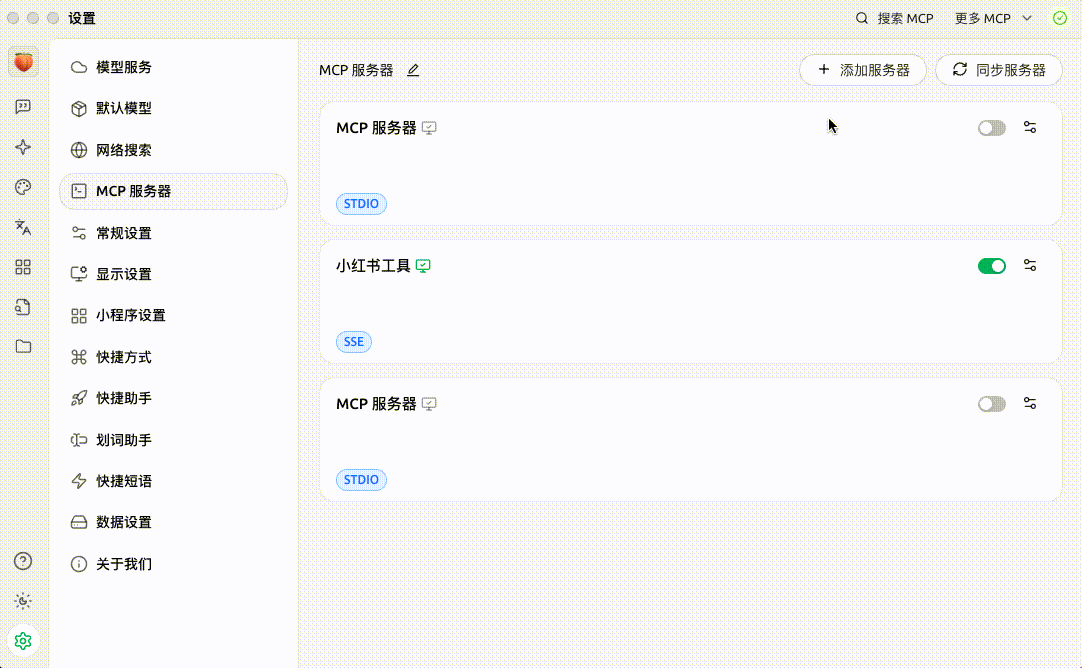 设置
搜索 MCP
更多 MCP
模型服务
默认模型
网络搜索
MCP 服务器
常规设置
显示设置
小程序设置
快捷方式
快捷助手
划词助手
快捷短语
数据设置
关于我们
MCP 服务器
添加服务器
同步服务器
MCP 服务器
STDIO
小红书工具
SSE
MCP 服务器
STDIO